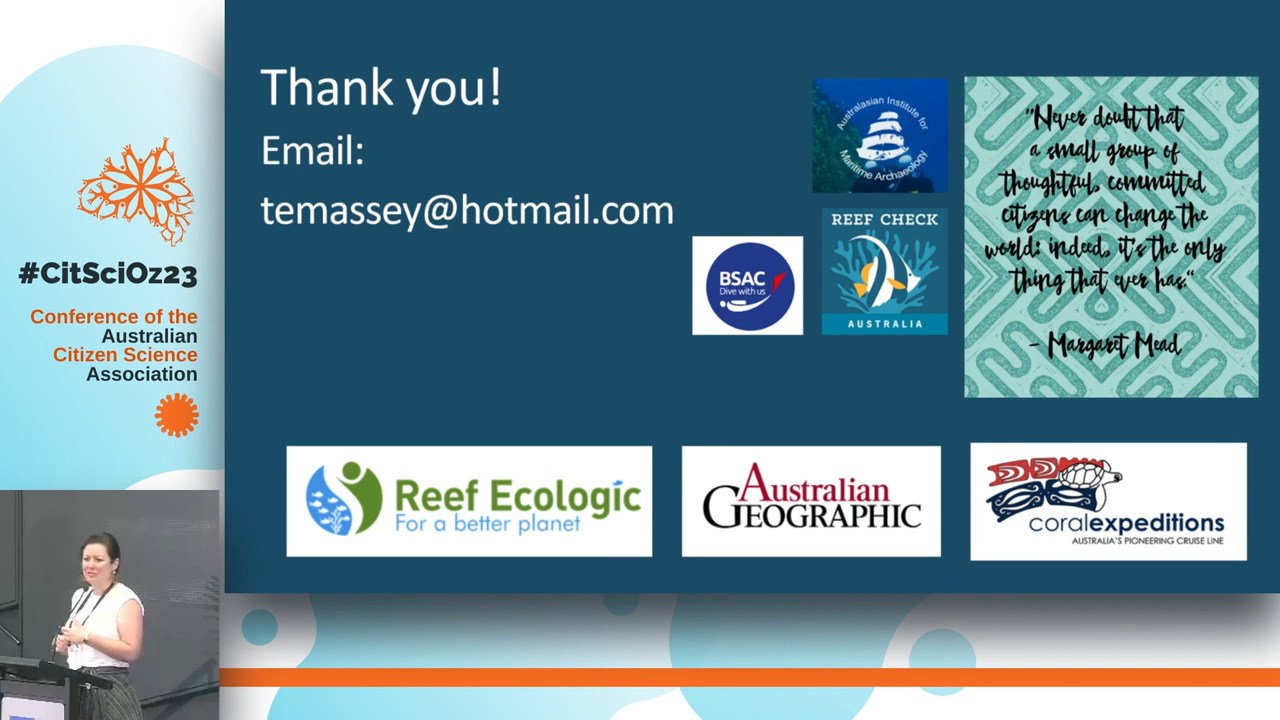 #CitSciOz23
Conference of the
Australian
Citizen Science
Association
Thank you!
Email:
temassey@hotmail.com
Australasian Institute for
Maritime Archaeology
BSAC
Dive with us
REEF CHECK
AUSTRALIA
"Never doubt that
a small group of
thoughtful, committed
citizens can change the
world: indeed, it's the only
thing that ever has."
- Margaret Mead
Reef Ecologic
For a better planet
Australian
GEOGRAPHIC
coralexpeditions
AUSTRALIA'S PIONEERING CRUISE LINE